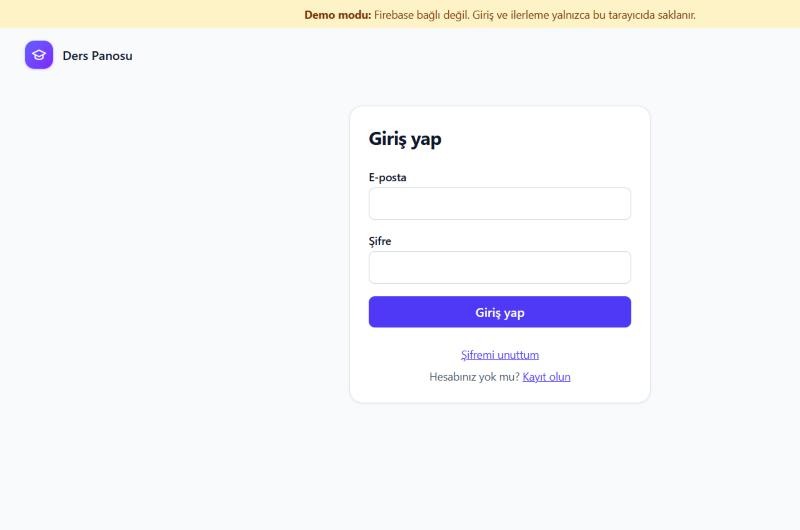 Demo modu: Firebase bağlı değil. Giriş ve ilerleme yalnızca bu tarayıcıda saklanır.
Ders Panosu
Giriş yap
E-posta
Şifre
Giriş yap
Şifremi unuttum
Hesabınız yok mu? Kayıt olun